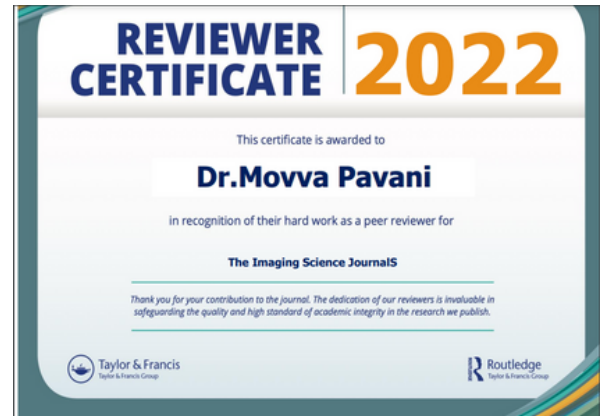 REVIEWER
CERTIFICATE
2022
This certificate is awarded to
Dr.Movva Pavani
in recognition of their hard work as a peer reviewer for
The Imaging Science JournalS
Thank you for your contribution to the journal. The dedication of our reviewers is invaluable in
safeguarding the quality and high standard of academic integrity in the research we publish.
Taylor & Francis
Taylor & Francis Group
Routledge
Taylor & Francis Group